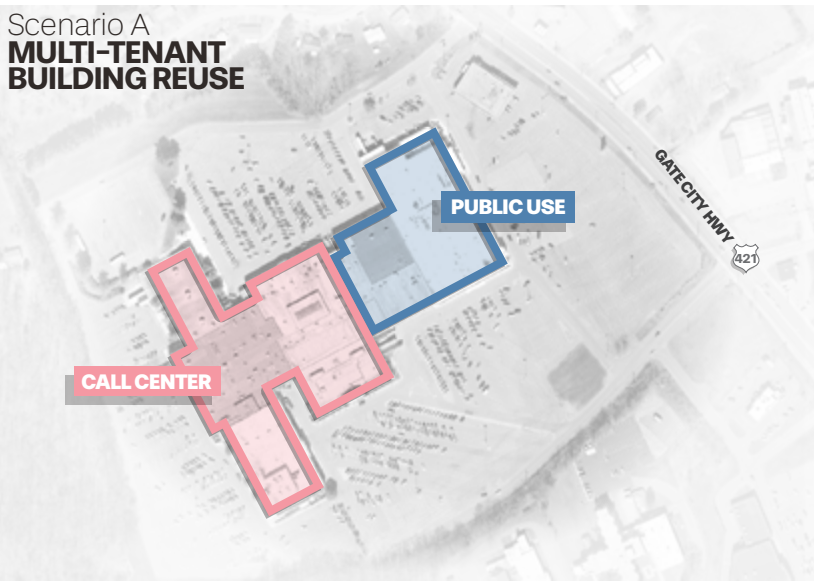 Scenario A
MULTI-TENANT
BUILDING REUSE
GATE CITY HWY
421
PUBLIC USE
CALL CENTER